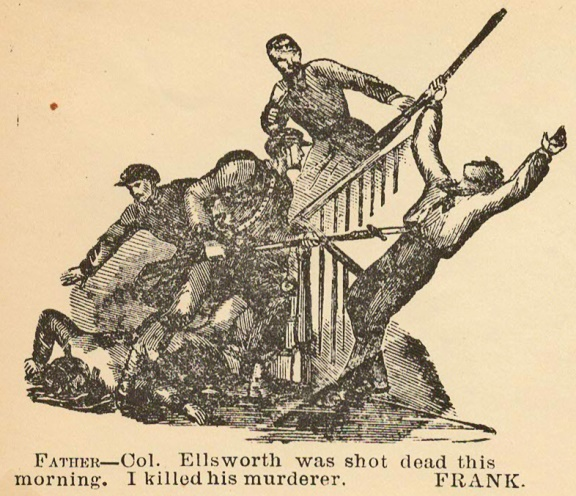 FATHER—Col. Ellsworth was shot dead this
morning. I killed his murderer. FRANK.